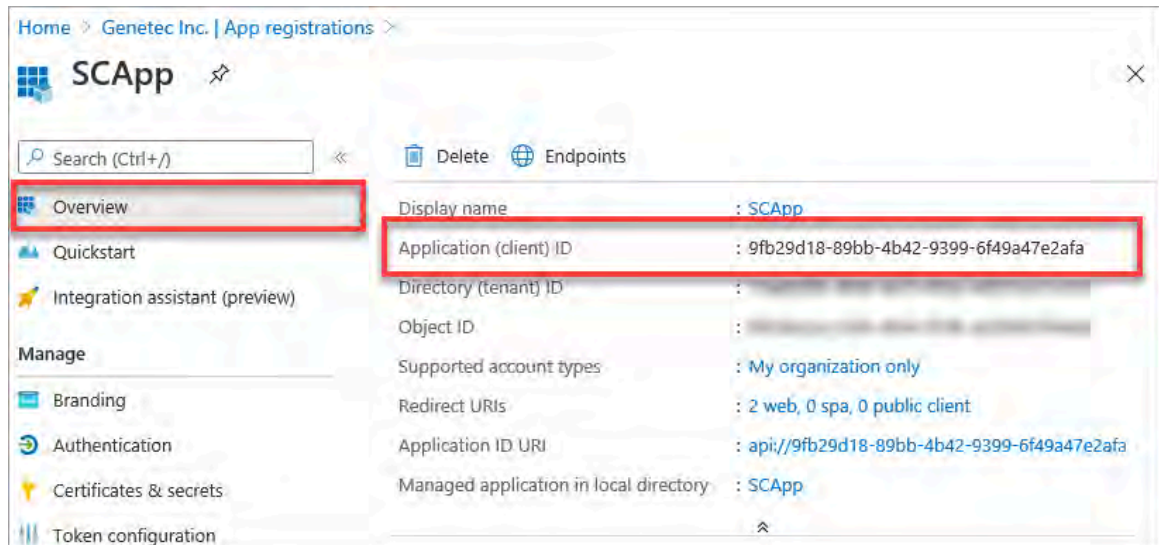 Home > Genetec Inc. | App registrations >
SCApp
Search (Ctrl+/)
«
Delete
Endpoints
Overview
Quickstart
Integration assistant (preview)
Manage
Branding
Authentication
Certificates & secrets
Token configuration
Display name : SCApp
Application (client) ID : 9fb29d18-89bb-4b42-9399-6f49a47e2afa
Directory (tenant) ID :
Object ID :
Supported account types : My organization only
Redirect URIs : 2 web, 0 spa, 0 public client
Application ID URI : api://9fb29d18-89bb-4b42-9399-6f49a47e2afa
Managed application in local directory : SCApp